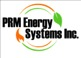 PRM Energy
Systems Inc.